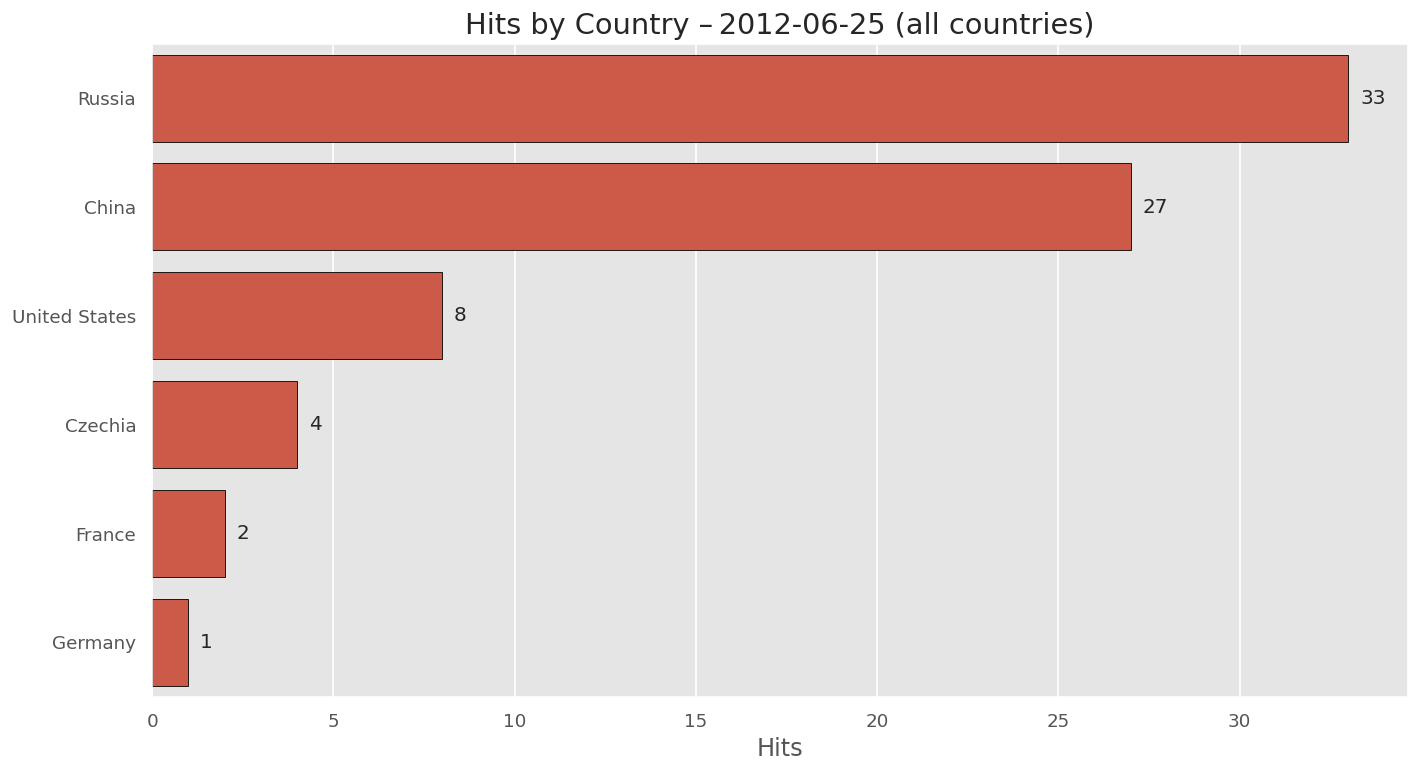 Hits by Country – 2012-06-25 (all countries)
Russia
33
China
27
United States
8
Czechia
4
France
2
Germany
1
0 5 10 15 20 25 30
Hits